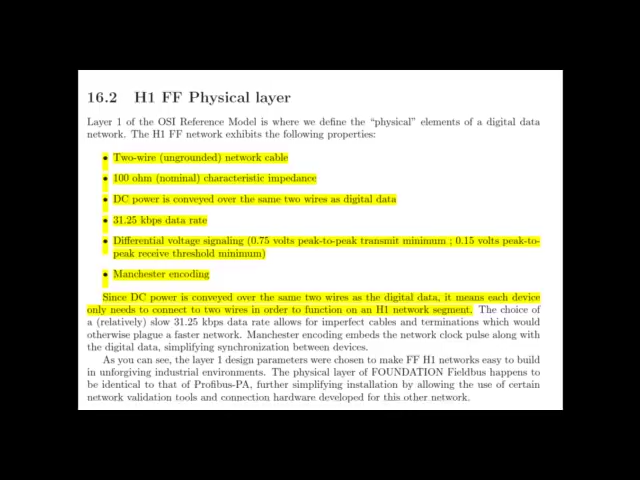 16.2 H1 FF Physical layer
Layer 1 of the OSI Reference Model is where we define the “physical” elements of a digital data
network. The H1 FF network exhibits the following properties:
• Two-wire (ungrounded) network cable
• 100 ohm (nominal) characteristic impedance
• DC power is conveyed over the same two wires as digital data
• 31.25 kbps data rate
• Differential voltage signaling (0.75 volts peak-to-peak transmit minimum ; 0.15 volts peak-to-
peak receive threshold minimum)
• Manchester encoding
Since DC power is conveyed over the same two wires as the digital data, it means each device
only needs to connect to two wires in order to function on an H1 network segment. The choice of
a (relatively) slow 31.25 kbps data rate allows for imperfect cables and terminations which would
otherwise plague a faster network. Manchester encoding embeds the network clock pulse along with
the digital data, simplifying synchronization between devices.
As you can see, the layer 1 design parameters were chosen to make FF H1 networks easy to build
in unforgiving industrial environments. The physical layer of FOUNDATION Fieldbus happens to
be identical to that of Profibus-PA, further simplifying installation by allowing the use of certain
network validation tools and connection hardware developed for this other network.